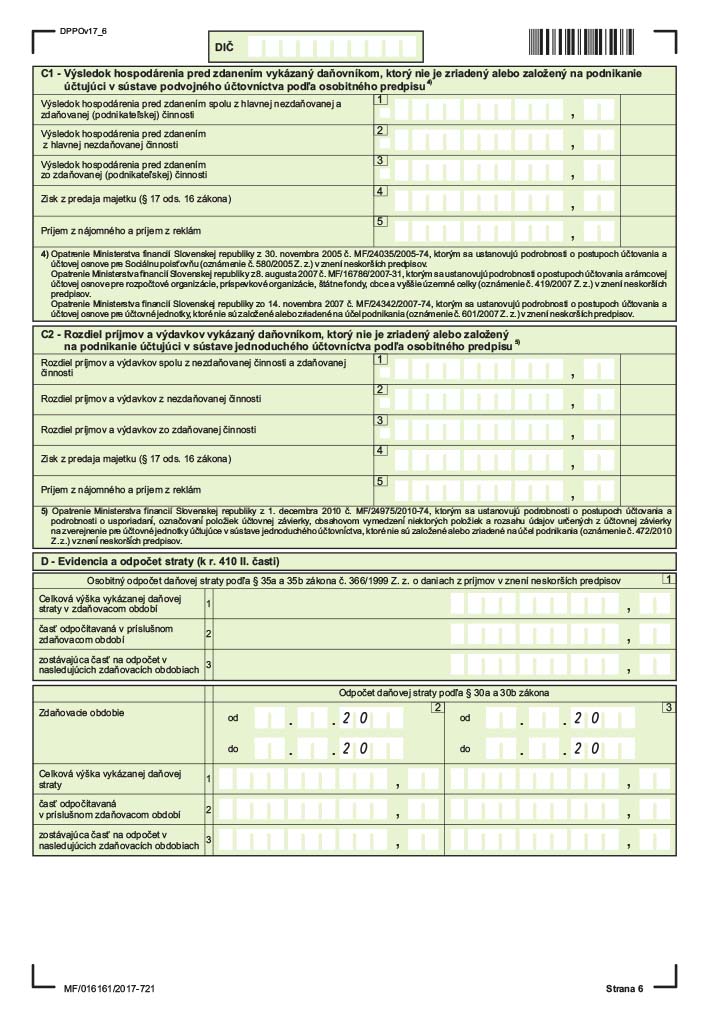 DPPOv17_6
DIČ
C1 - Výsledok hospodárenia pred zdanením vykázaný daňovníkom, ktorý nie je zriadený alebo založený na podnikanie
účtujúci v sústave podvojného účtovníctva podľa osobitného predpisu 4)
Výsledok hospodárenia pred zdanením spolu z hlavnej nezdaňovanej a
zdaňovanej (podnikateľskej) činnosti
1
,
Výsledok hospodárenia pred zdanením
z hlavnej nezdaňovanej činnosti
2
,
Výsledok hospodárenia pred zdanením
zo zdaňovanej (podnikateľskej) činnosti
3
,
Zisk z predaja majetku (§ 17 ods. 16 zákona)
4
,
Príjem z nájomného a príjem z reklám
5
,
4) Opatrenie Ministerstva financií Slovenskej republiky z 30. novembra 2005 č. MF/24035/2005-74, ktorým sa ustanovujú podrobnosti o postupoch účtovania a
účtovej osnove pre Sociálnu poisťovňu (oznámenie č. 580/2005 Z. z.) v znení neskorších predpisov.
Opatrenie Ministerstva financií Slovenskej republiky z 8. augusta 2007 č. MF/16786/2007-31, ktorým sa ustanovujú podrobnosti o postupoch účtovania a rámcovej
účtovej osnove pre rozpočtové organizácie, príspevkové organizácie, štátne fondy, obce a vyššie územné celky (oznámenie č. 419/2007 Z. z.) v znení neskorších
predpisov.
Opatrenie Ministerstva financií Slovenskej republiky zo 14. novembra 2007 č. MF/24342/2007-74, ktorým sa ustanovujú podrobnosti o postupoch účtovania a
účtovej osnove pre účtovné jednotky, ktoré nie sú založené alebo zriadené na účel podnikania (oznámenie č. 601/2007 Z. z.) v znení neskorších predpisov.
C2 - Rozdiel príjmov a výdavkov vykázaný daňovníkom, ktorý nie je zriadený alebo založený
na podnikanie účtujúci v sústave jednoduchého účtovníctva podľa osobitného predpisu 5)
Rozdiel príjmov a výdavkov spolu z nezdaňovanej činnosti a zdaňovanej
činnosti
1
,
Rozdiel príjmov a výdavkov z nezdaňovanej činnosti
2
,
Rozdiel príjmov a výdavkov zo zdaňovanej činnosti
3
,
Zisk z predaja majetku (§ 17 ods. 16 zákona)
4
,
Príjem z nájomného a príjem z reklám
5
,
5) Opatrenie Ministerstva financií Slovenskej republiky z 1. decembra 2010 č. MF/24975/2010-74, ktorým sa ustanovujú podrobnosti o postupoch účtovania a
podrobnosti o usporiadaní, označovaní položiek účtovnej závierky, obsahovom vymedzení niektorých položiek a rozsahu údajov určených z účtovnej závierky
na zverejnenie pre účtovné jednotky účtujúce v sústave jednoduchého účtovníctva, ktoré nie sú založené alebo zriadené na účel podnikania (oznámenie č. 472/2010
Z. z.) v znení neskorších predpisov.
D - Evidencia a odpočet straty (k r. 410 II. časti)
Osobitný odpočet daňovej straty podľa § 35a a 35b zákona č. 366/1999 Z. z. o daniach z príjmov v znení neskorších predpisov 1
Celková výška vykázanej daňovej
straty v zdaňovacom období
1
,
časť odpočítavaná v príslušnom
zdaňovacom období
2
,
zostávajúca časť na odpočet v
nasledujúcich zdaňovacích obdobiach
3
,
Odpočet daňovej straty podľa § 30a a 30b zákona
Zdaňovacie obdobie
2 3
od . . 2 0 od . . 2 0
do . . 2 0 do . . 2 0
Celková výška vykázanej daňovej
straty
1 , ,
časť odpočítavaná
v príslušnom zdaňovacom období
2 , ,
zostávajúca časť na odpočet v
nasledujúcich zdaňovacích obdobiach
3 , ,
MF/016161/2017-721
Strana 6